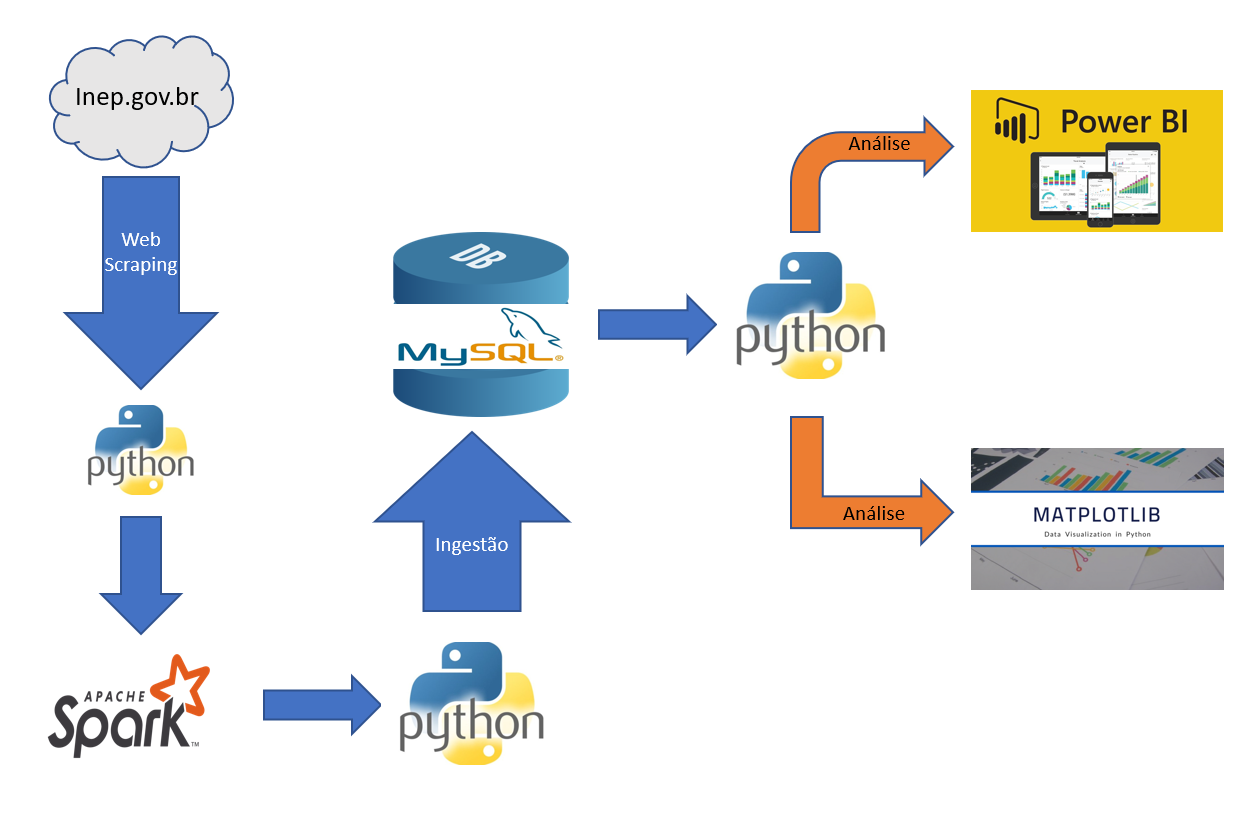 Inep.gov.br
Web
Scraping
python
APACHE
Spark™
python
Ingestão
DB
MySQL®
python
Análise
Power BI
Análise
MATPLOTLIB
Data Visualization in Python